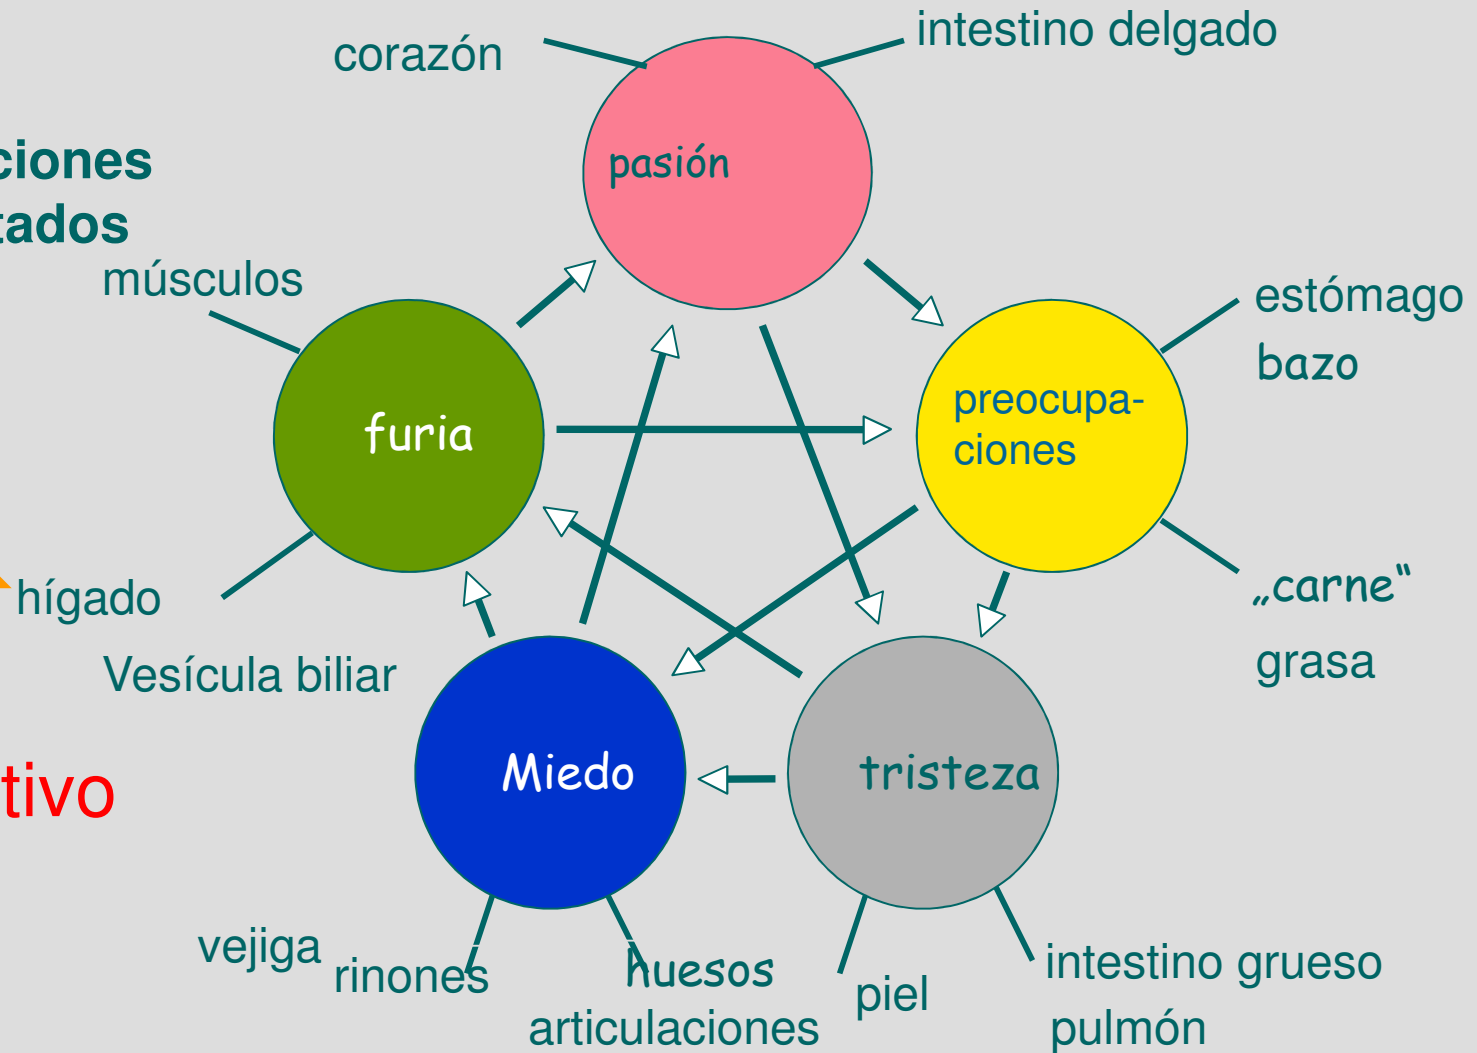 corazón
intestino delgado
ciones
tados
pasión
músculos
estómago
bazo
furia
preocupa-
ciones
hígado
„carne“
Vesícula biliar
grasa
tivo
Miedo
tristeza
vejiga
rinones
huesos
articulaciones
piel
intestino grueso
pulmón